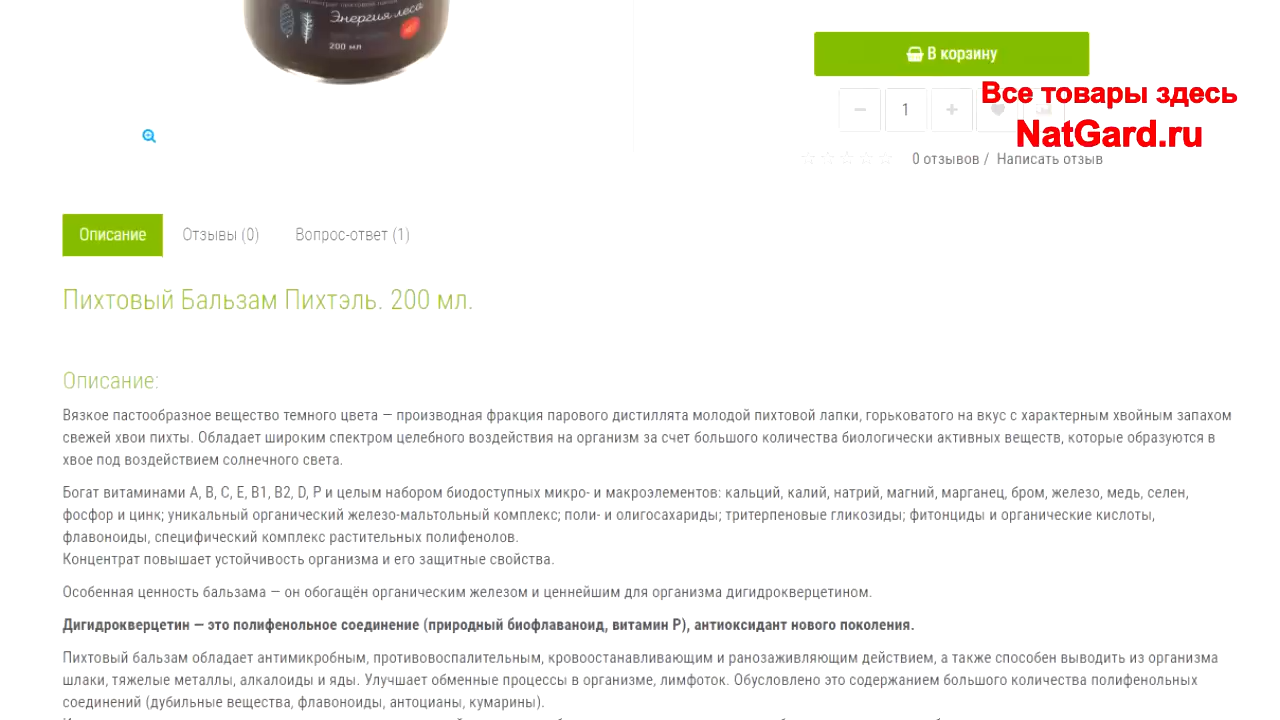 Энергия леса
200 мл
В корзину
Все товары здесь
1
NatGard.ru
0 отзывов / Написать отзыв
Описание
Отзывы (0)
Вопрос-ответ (1)
Пихтовый Бальзам Пихтэль. 200 мл.
Описание:
Вязкое пастообразное вещество темного цвета — производная фракция парового дистиллята молодой пихтовой лапки, горьковатого на вкус с характерным хвойным запахом
свежей хвои пихты. Обладает широким спектром целебного воздействия на организм за счет большого количества биологически активных веществ, которые образуются в
хвое под воздействием солнечного света.
Богат витаминами А, В, С, Е, В1, В2, D, Р и целым набором биодоступных микро- и макроэлементов: кальций, калий, натрий, магний, марганец, бром, железо, медь, селен,
фосфор и цинк; уникальный органический железо-мальтольный комплекс; поли- и олигосахариды; тритерпеновые гликозиды; фитонциды и органические кислоты,
флавоноиды, специфический комплекс растительных полифенолов.
Концентрат повышает устойчивость организма и его защитные свойства.
Особенная ценность бальзама — он обогащён органическим железом и ценнейшим для организма дигидрокверцетином.
Дигидрокверцетин — это полифенольное соединение (природный биофлаваноид, витамин Р), антиоксидант нового поколения.
Пихтовый бальзам обладает антимикробным, противовоспалительным, кровоостанавливающим и ранозаживляющим действием, а также способен выводить из организма
шлаки, тяжелые металлы, алкалоиды и яды. Улучшает обменные процессы в организме, лимфоток. Обусловлено это содержанием большого количества полифенольных
соединений (дубильные вещества, флавоноиды, антоцианы, кумарины).